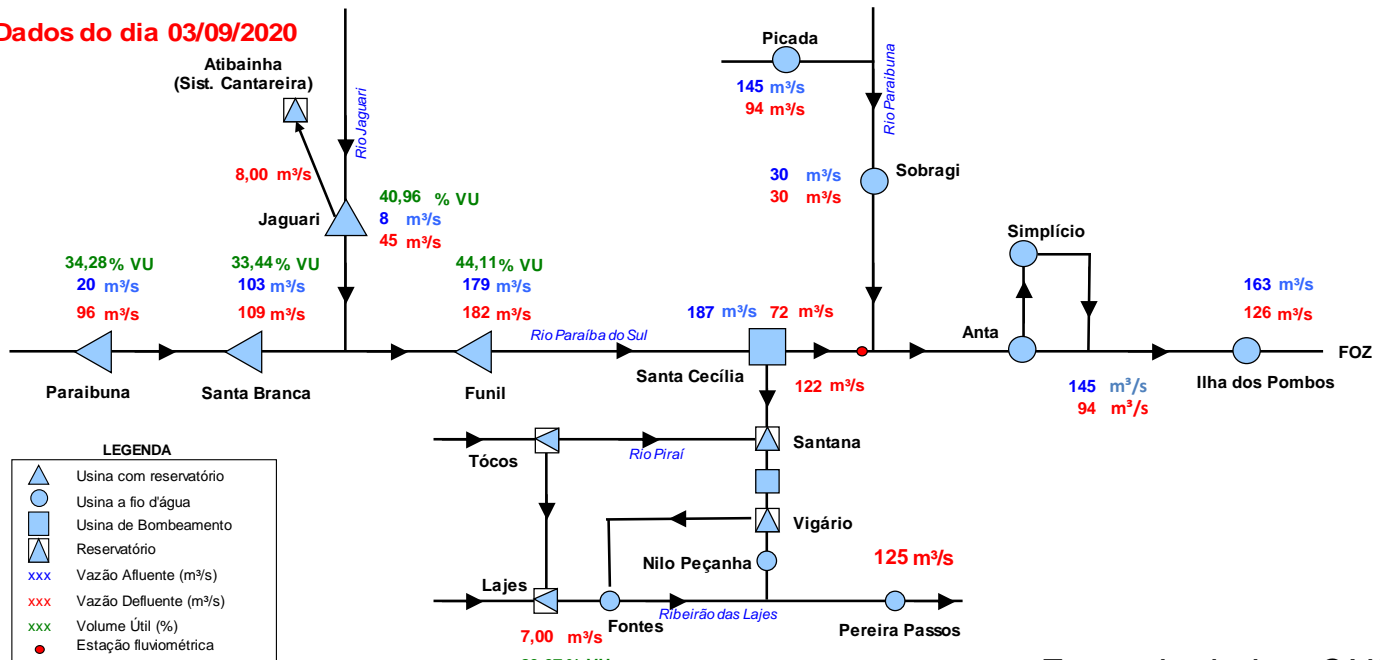 Dados do dia 03/09/2020
Atibainha
(Sist. Cantareira)
Rio Jaguari
8,00 m³/s
Jaguari
40,96 % VU
8 m³/s
45 m³/s
Picada
145 m³/s
94 m³/s
Rio Paraibuna
30 m³/s
30 m³/s
Sobragi
34,28 % VU
20 m³/s
96 m³/s
Paraibuna
33,44 % VU
103 m³/s
109 m³/s
Santa Branca
44,11 % VU
179 m³/s
182 m³/s
Funil
Rio Paraíba do Sul
187 m³/s 72 m³/s
Santa Cecília
122 m³/s
Simplício
Anta
145 m³/s
94 m³/s
163 m³/s
126 m³/s
Ilha dos Pombos
FOZ
Tócos
Rio Piraí
Santana
Vigário
Nilo Peçanha
125 m³/s
Lajes
7,00 m³/s
Fontes
Ribeirão das Lajes
Pereira Passos
LEGENDA
Usina com reservatório
Usina a fio d'água
Usina de Bombeamento
Reservatório
xxx Vazão Afluente (m³/s)
xxx Vazão Defluente (m³/s)
xxx Volume Útil (%)
Estação fluviométrica